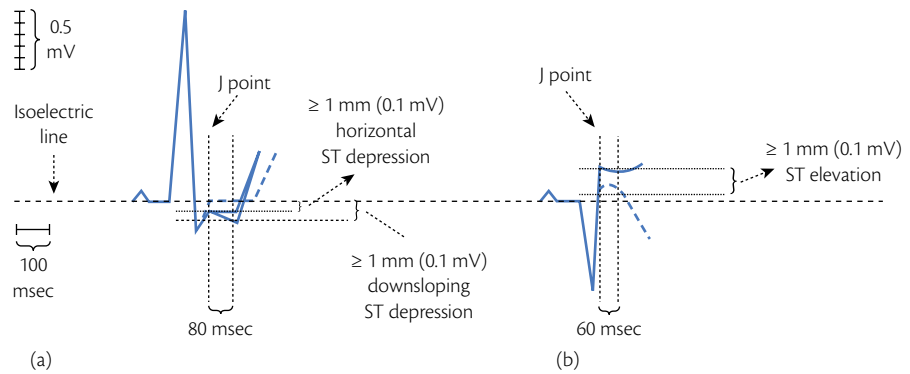 0.5
mV
J point
Isoelectric
line
≥ 1 mm (0.1 mV)
horizontal
ST depression
≥ 1 mm (0.1 mV)
downsloping
ST depression
100
msec
80 msec
(a)
J point
≥ 1 mm (0.1 mV)
ST elevation
60 msec
(b)